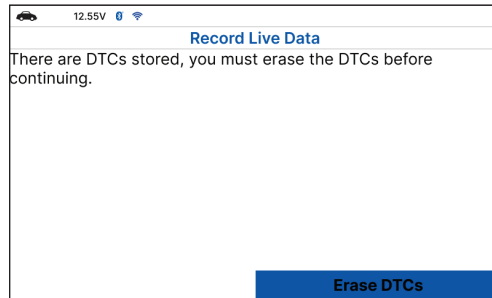 12.55V
Record Live Data
There are DTCs stored, you must erase the DTCs before
continuing.
Erase DTCs